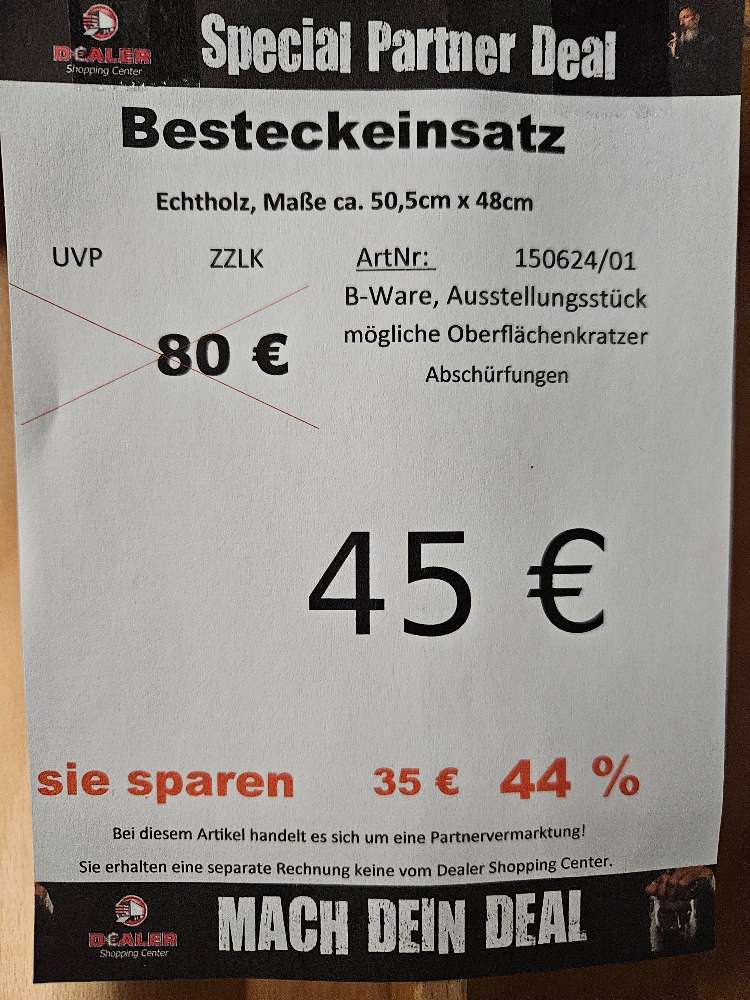 DEALER
Shopping Center
Special Partner Deal
Besteckeinsatz
Echtholz, Maße ca. 50,5cm x 48cm
UVP ZZLK ArtNr: 150624/01
B-Ware, Ausstellungsstück
80 € mögliche Oberflächenkratzer
Abschürfungen
45 €
sie sparen 35 € 44 %
Bei diesem Artikel handelt es sich um eine Partnervermarktung!
Sie erhalten eine separate Rechnung keine vom Dealer Shopping Center.
DEALER
Shopping Center
MACH DEIN DEAL